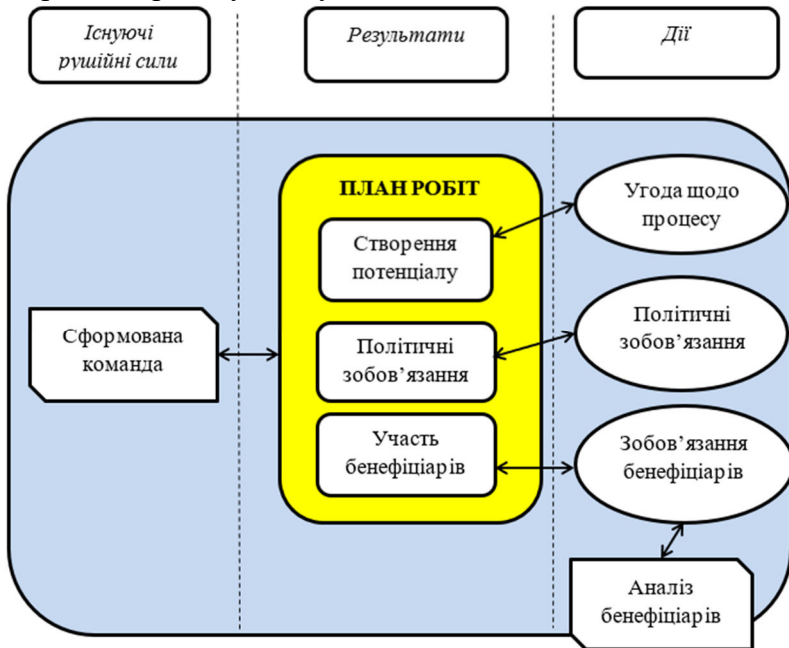 Існуючі
рушійні сили
Результати
Дії
ПЛАН РОБІТ
Створення
потенціалу
Політичні
зобов’язання
Участь
бенефіціарів
Сформована
команда
Угода щодо
процесу
Політичні
зобов’язання
Зобов’язання
бенефіціарів
Аналіз
бенефіціарів